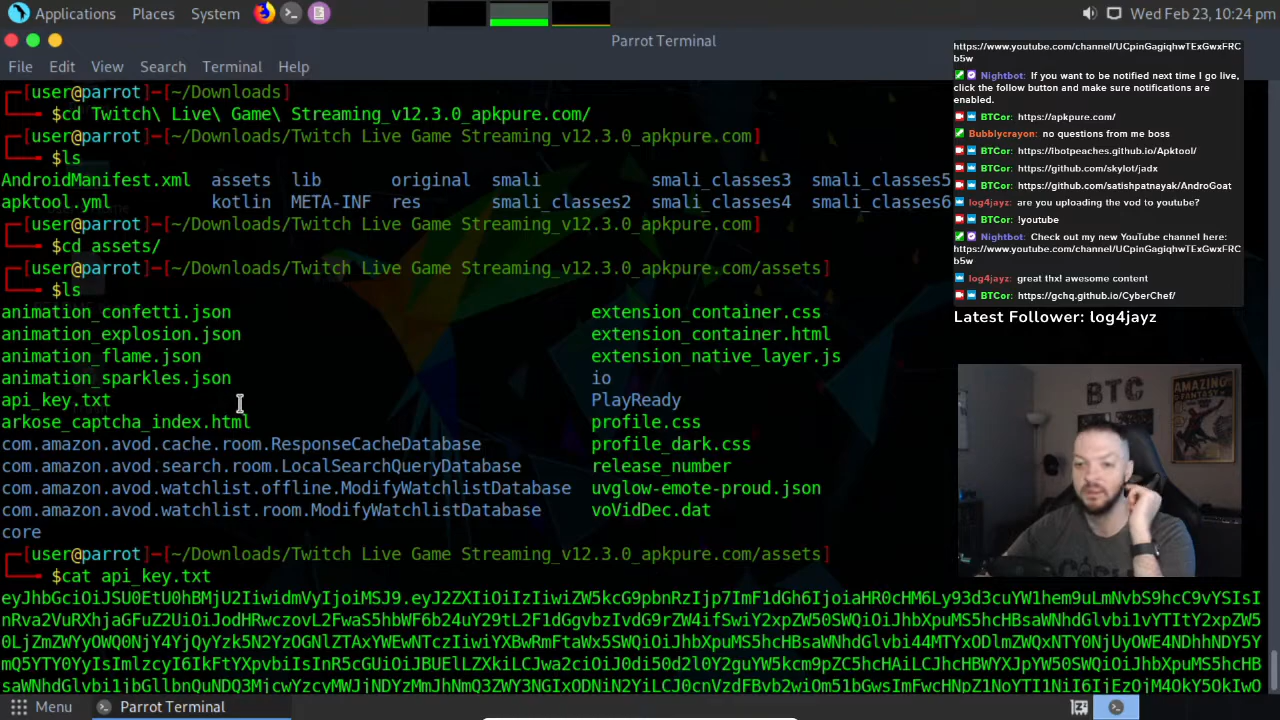 Applications Places System Wed Feb 23, 10:24 pm
Parrot Terminal
File Edit View Search Terminal Help
┌─[user@parrot]─[~/Downloads]
└──╼ $cd Twitch\ Live\ Game\ Streaming_v12.3.0_apkpure.com/
┌─[user@parrot]─[~/Downloads/Twitch Live Game Streaming_v12.3.0_apkpure.com]
└──╼ $ls
AndroidManifest.xml assets lib original smali smali_classes3 smali_classes5
apktool.yml kotlin META-INF res smali_classes2 smali_classes4 smali_classes6
┌─[user@parrot]─[~/Downloads/Twitch Live Game Streaming_v12.3.0_apkpure.com]
└──╼ $cd assets/
┌─[user@parrot]─[~/Downloads/Twitch Live Game Streaming_v12.3.0_apkpure.com/assets]
└──╼ $ls
animation_confetti.json extension_container.css
animation_explosion.json extension_container.html
animation_flame.json extension_native_layer.js
animation_sparkles.json io
api_key.txt PlayReady
arkose_captcha_index.html profile.css
com.amazon.avod.cache.room.ResponseCacheDatabase profile_dark.css
com.amazon.avod.search.room.LocalSearchQueryDatabase release_number
com.amazon.avod.watchlist.offline.ModifyWatchlistDatabase uvglow-emote-proud.json
com.amazon.avod.watchlist.room.ModifyWatchlistDatabase voVidDec.dat
core
┌─[user@parrot]─[~/Downloads/Twitch Live Game Streaming_v12.3.0_apkpure.com/assets]
└──╼ $cat api_key.txt
https://www.youtube.com/channel/UCpinGagiqhwTExGwxFRC
b5w
Nightbot: If you want to be notified next time I go live,
click the follow button and make sure notifications are
enabled.
BTCor: https://apkpure.com/
Bubblycrayon: no questions from me boss
BTCor: https://ibotpeaches.github.io/Apktool/
BTCor: https://github.com/skylot/jadx
BTCor: https://github.com/satishpatnayak/AndroGoat
log4jayz: are you uploading the vod to youtube?
BTCor: !youtube
Nightbot: Check out my new YouTube channel here:
https://www.youtube.com/channel/UCpinGagiqhwTExGwxFRC
b5w
log4jayz: great thx! awesome content
BTCor: https://gchq.github.io/CyberChef/
Latest Follower: log4jayz
BTC
AMAZING
Menu Parrot Terminal